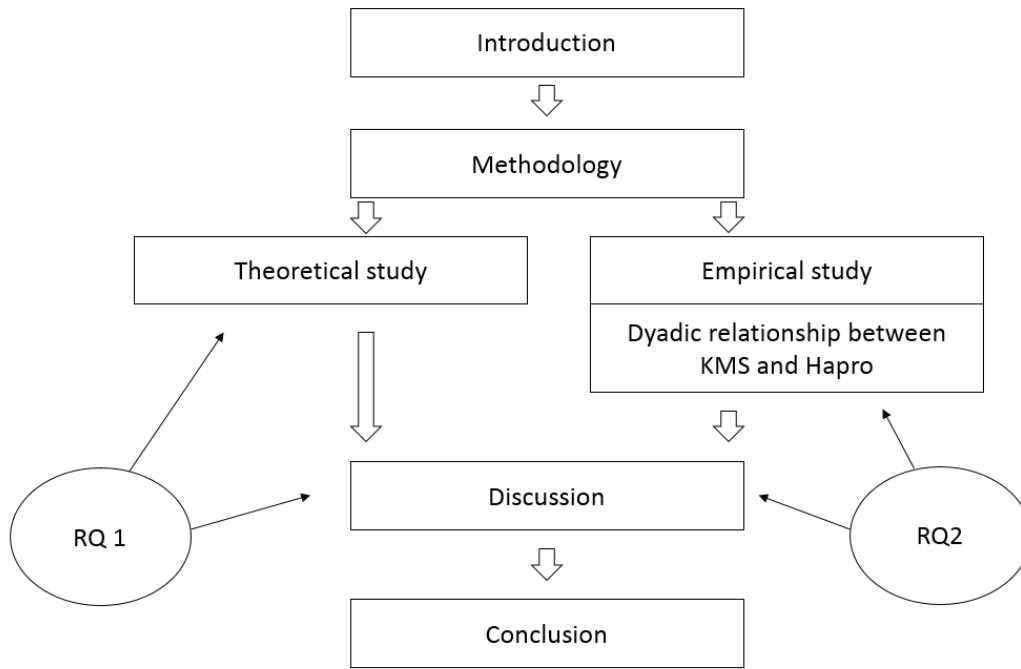 Introduction
Methodology
Theoretical study
Empirical study
Dyadic relationship between
KMS and Hapro
RQ 1
Discussion
RQ2
Conclusion